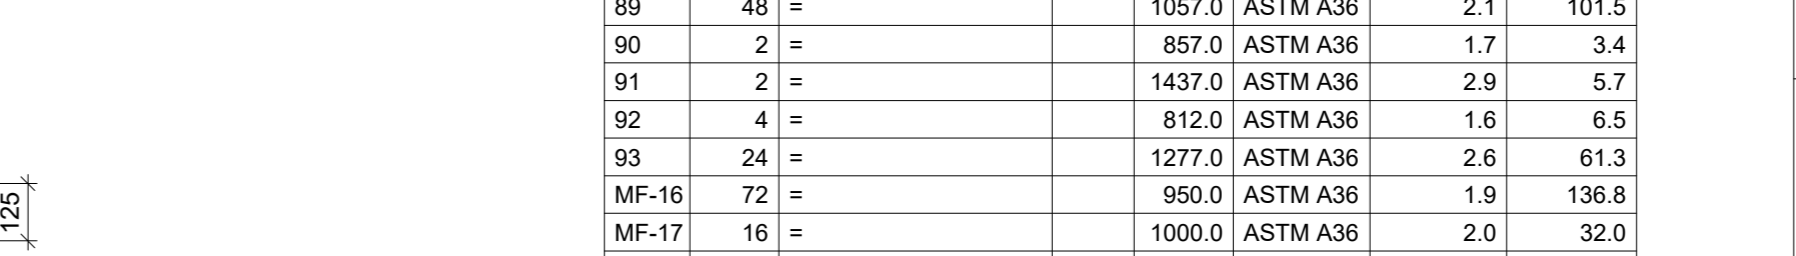 89 48 = 1057.0 ASTM A36 2.1 101.5
90 2 = 857.0 ASTM A36 1.7 3.4
91 2 = 1437.0 ASTM A36 2.9 5.7
92 4 = 812.0 ASTM A36 1.6 6.5
93 24 = 1277.0 ASTM A36 2.6 61.3
MF-16 72 = 950.0 ASTM A36 1.9 136.8
MF-17 16 = 1000.0 ASTM A36 2.0 32.0
125